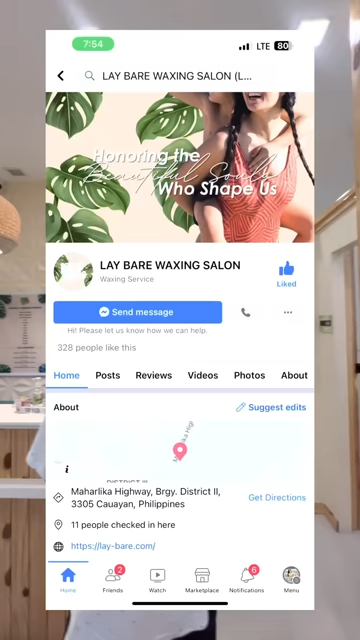 7:54
LTE 80
LAY BARE WAXING SALON (L...
Honoring the
Beautiful Souls
Who Shape Us
LAY BARE WAXING SALON
Waxing Service
Liked
Send message
Hi! Please let us know how we can help.
328 people like this
Home Posts Reviews Videos Photos About
About
Suggest edits
DISTRICT III
Maharlika Highway, Brgy. District II,
3305 Cauayan, Philippines
Get Directions
11 people checked in here
https://lay-bare.com/
2
6
Home Friends Watch Marketplace Notifications Menu